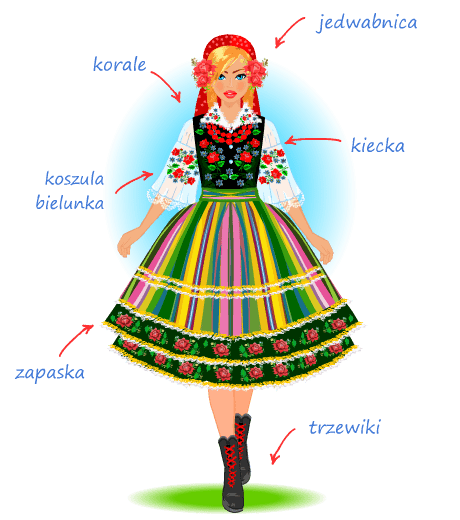 jedwabnica
korale
kiecka
koszula
bielunka
zapaska
trzewiki